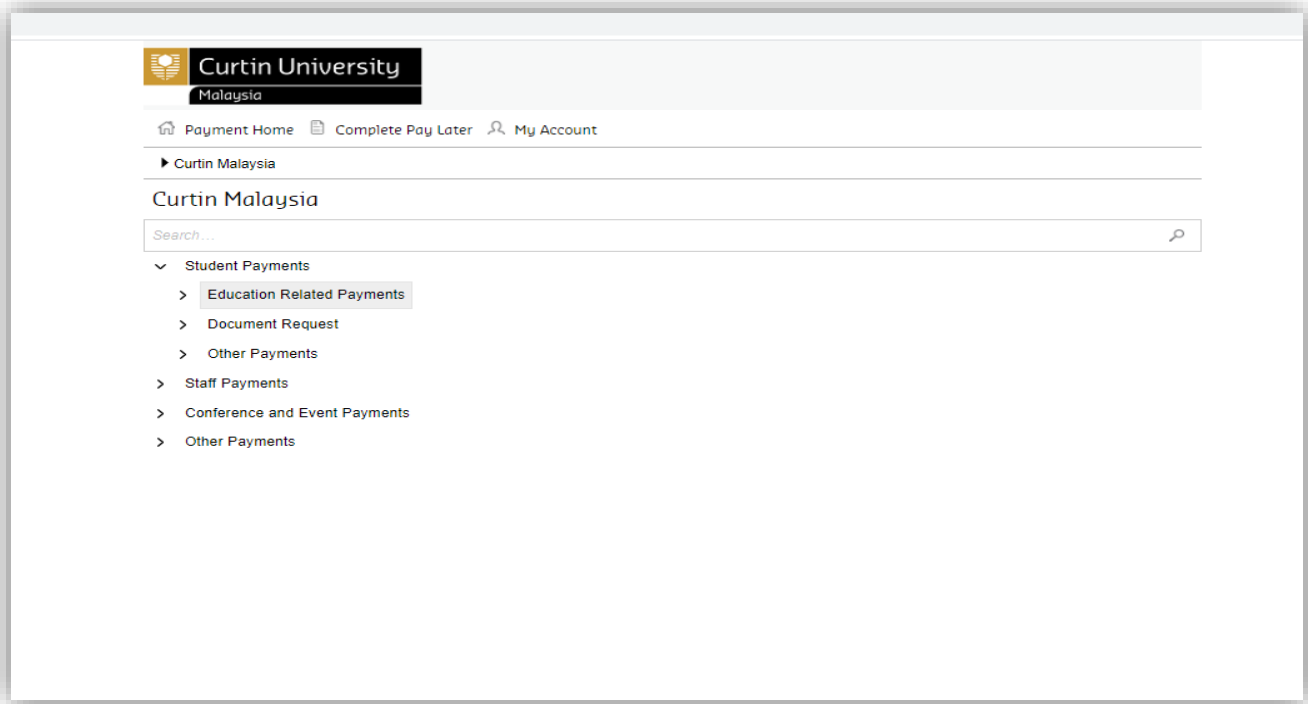 Curtin University
Malaysia
Payment Home Complete Pay Later My Account
Curtin Malaysia
Curtin Malaysia
Search...
Student Payments
Education Related Payments
Document Request
Other Payments
Staff Payments
Conference and Event Payments
Other Payments